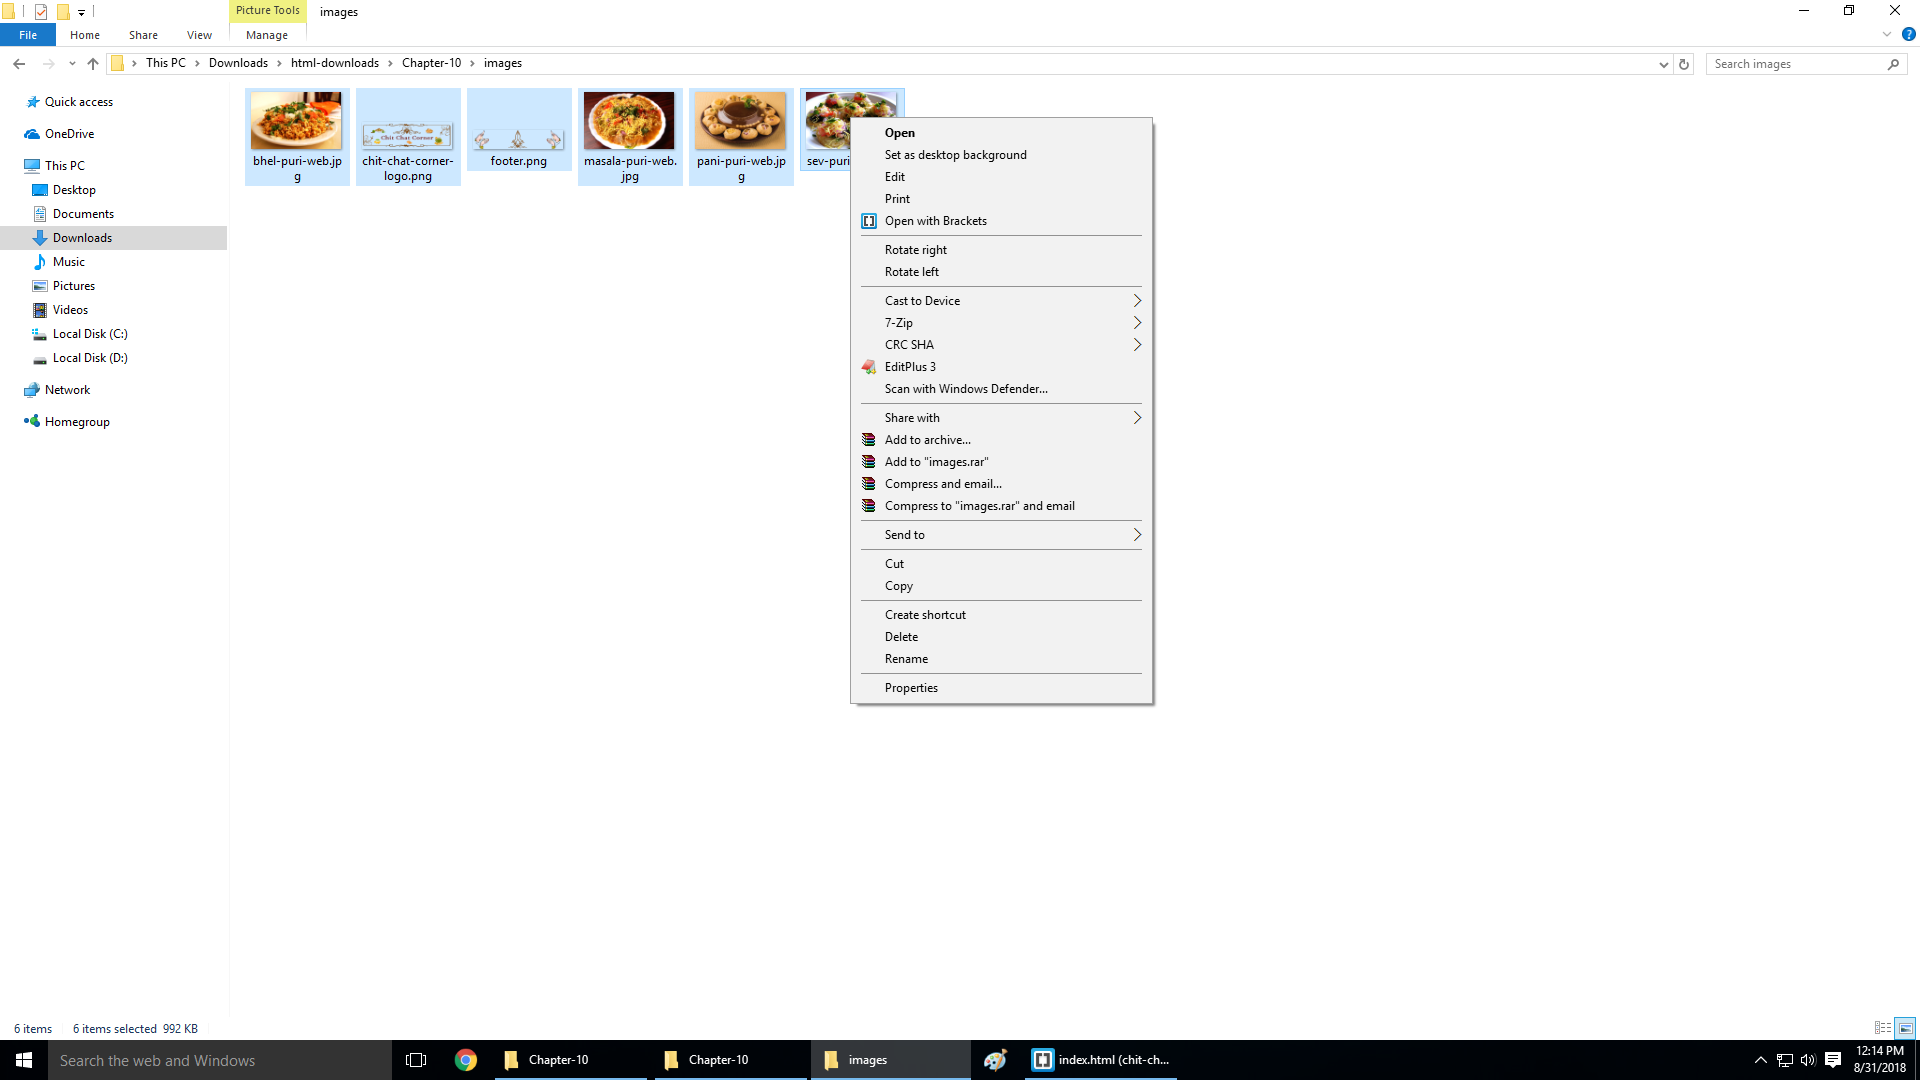 Picture Tools
images
File
Home
Share
View
Manage
This PC
Downloads
html-downloads
Chapter-10
images
Search images
Quick access
OneDrive
This PC
Desktop
Documents
Downloads
Music
Pictures
Videos
Local Disk (C:)
Local Disk (D:)
Network
Homegroup
Chit Chat Corner
bhel-puri-web.jp
g
chit-chat-corner-
logo.png
footer.png
masala-puri-web.
jpg
pani-puri-web.jp
g
sev-puri
Open
Set as desktop background
Edit
Print
Open with Brackets
Rotate right
Rotate left
Cast to Device
7-Zip
CRC SHA
EditPlus 3
Scan with Windows Defender...
Share with
Add to archive...
Add to "images.rar"
Compress and email...
Compress to "images.rar" and email
Send to
Cut
Copy
Create shortcut
Delete
Rename
Properties
6 items
6 items selected 992 KB
Search the web and Windows
Chapter-10
Chapter-10
images
index.html (chit-ch...
12:14 PM
8/31/2018